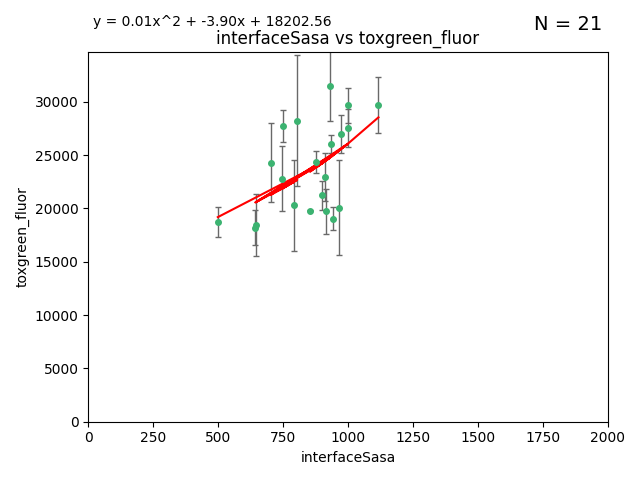 y = 0.01x^2 + -3.90x + 18202.56
N = 21
interfaceSasa vs toxgreen_fluor
30000
25000
20000
15000
10000
5000
0
toxgreen_fluor
0 250 500 750 1000 1250 1500 1750 2000
interfaceSasa